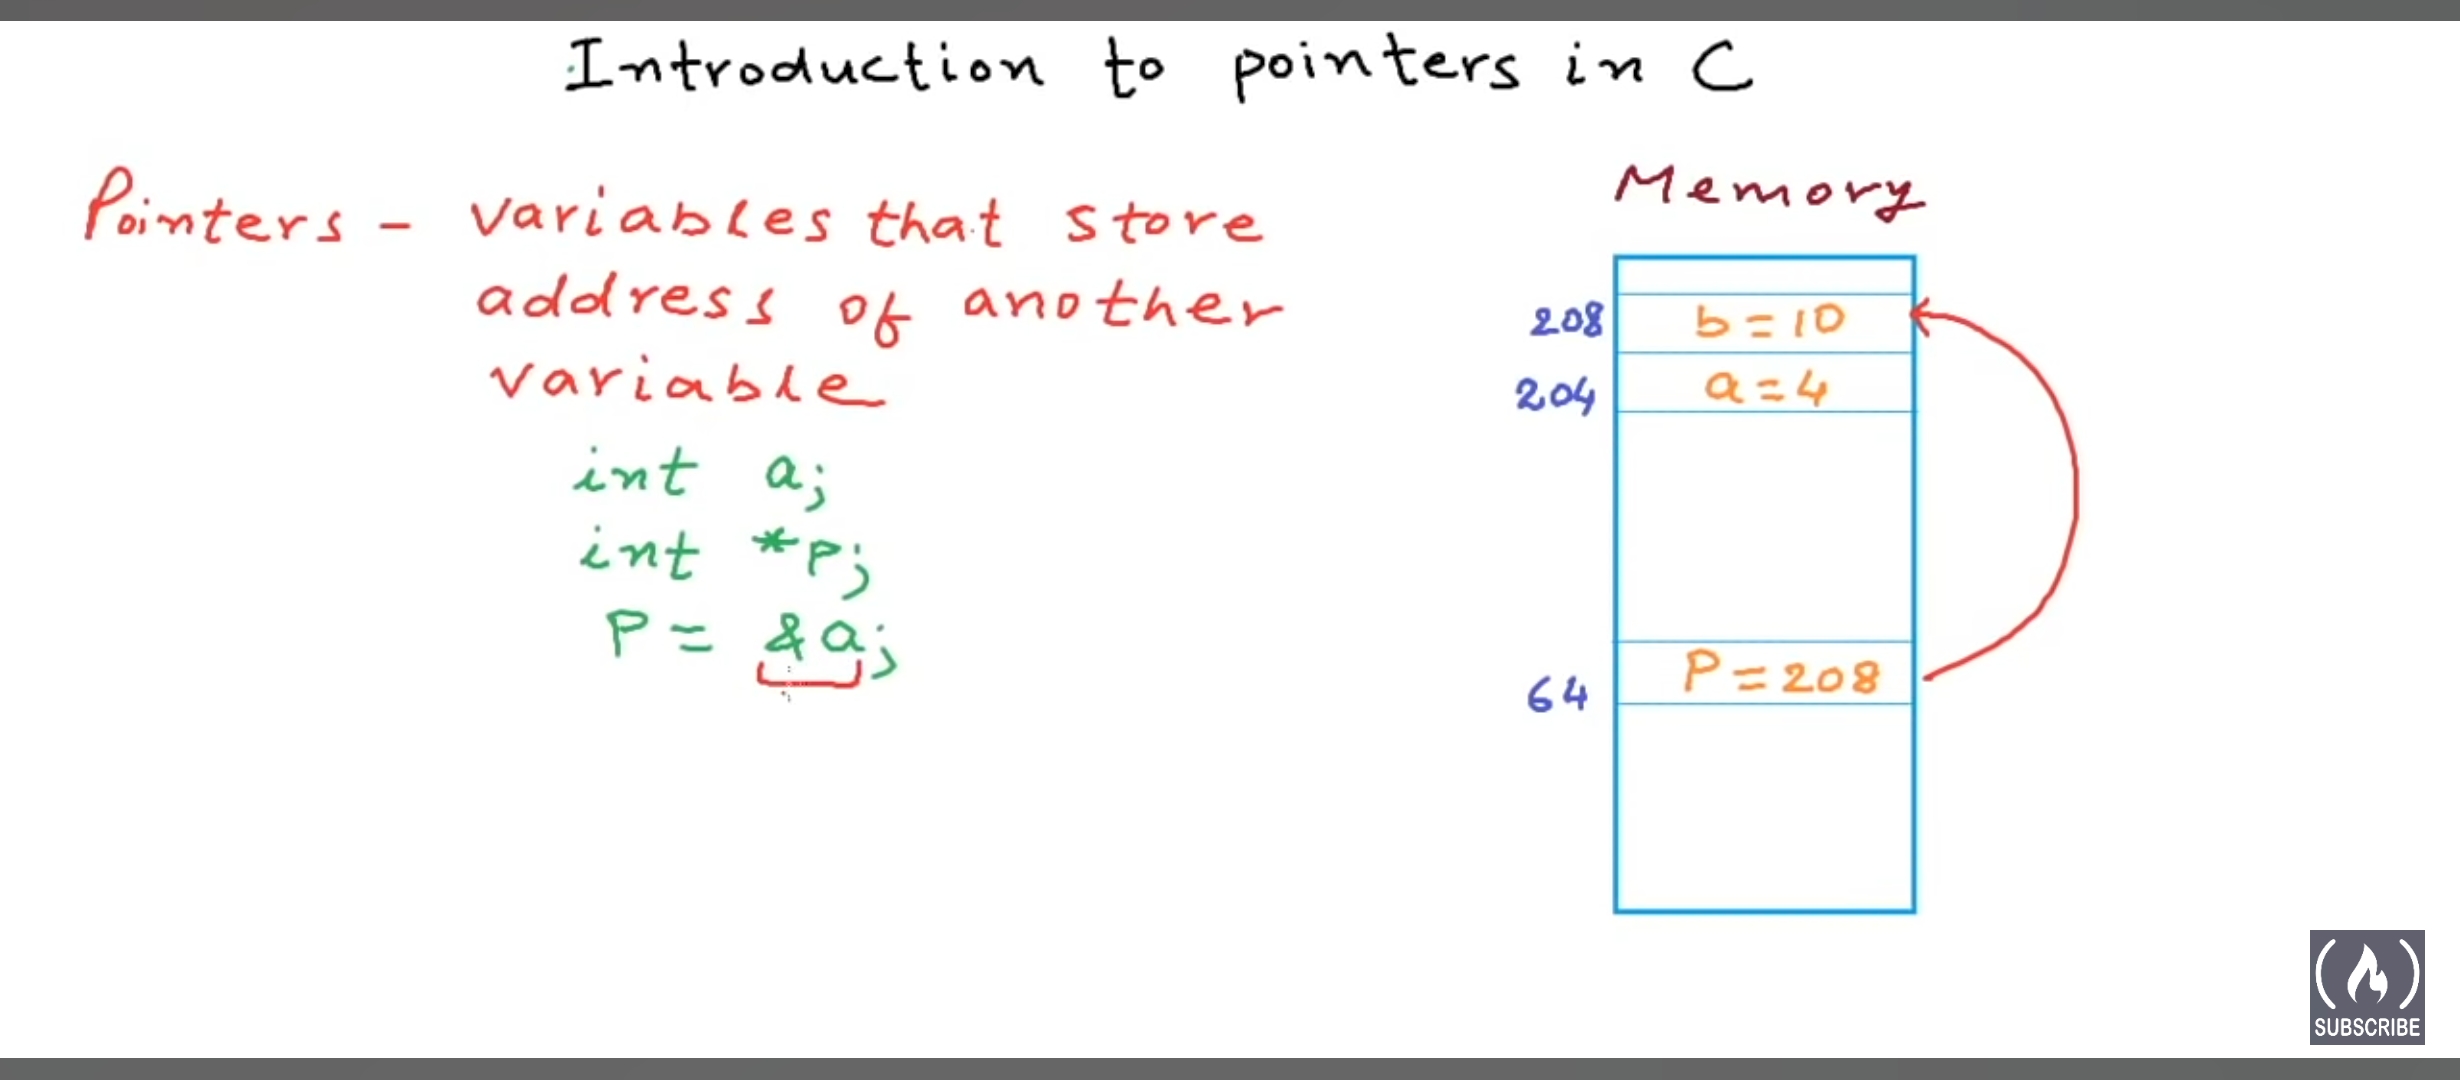 Introduction to pointers in C
Pointers - variables that store
address of another
variable
int a;
int *p;
P = &a;
Memory
208 b = 10
204 a = 4
64 P = 208
SUBSCRIBE